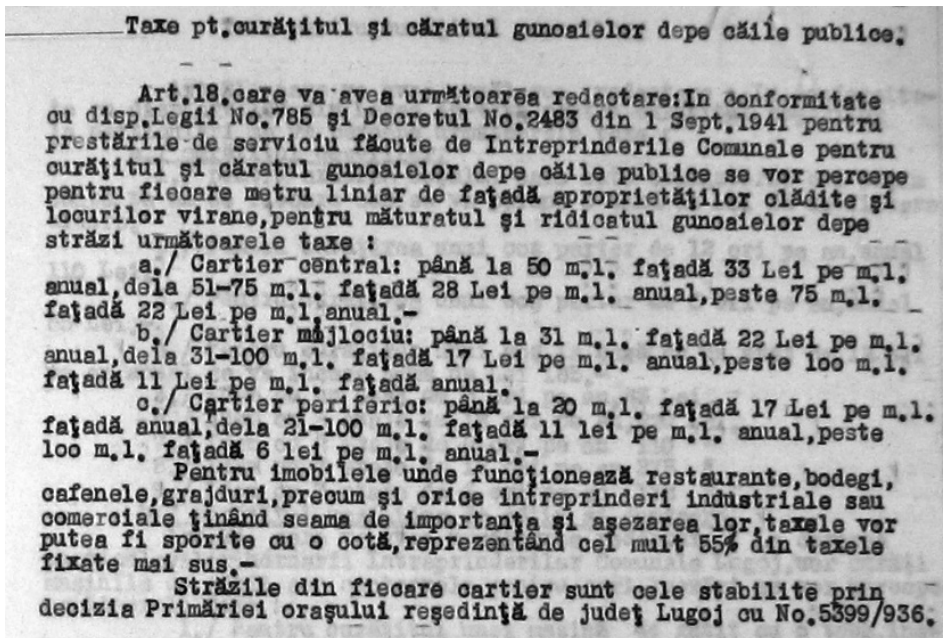 Taxe pt.curăţitul şi căratul gunoaielor depe căile publice.
Art.18.care va avea următoarea redactare:In conformitate
cu disp.Legii No.785 şi Decretul No.2483 din 1 Sept.1941 pentru
prestările de serviciu făcute de Intreprinderile Comunale pentru
curăţitul şi căratul gunoaielor depe căile publice se vor percepe
pentru fiecare metru liniar de faţadă aproprietăţilor clădite şi
locurilor virane,pentru măturatul şi ridicatul gunoaielor depe
străzi următoarele taxe :
a./ Cartier central: până la 50 m.l. faţadă 33 Lei pe m.l.
anual,dela 51-75 m.l. faţadă 28 Lei pe m.l. anual,peste 75 m.l.
faţadă 22 Lei pe m.l.anual.-
b./ Cartier mijlociu: până la 31 m.l. faţadă 22 Lei pe m.l.
anual,dela 31-100 m.l. faţadă 17 Lei pe m.l. anual,peste loo m.l.
faţadă 11 Lei pe m.l. faţadă anual.
c./ Cartier periferic: până la 20 m.l. faţadă 17 Lei pe m.l.
faţadă anual,dela 21-100 m.l. faţadă 11 lei pe m.l. anual,peste
loo m.l. faţadă 6 lei pe m.l. anual.-
Pentru imobilele unde funcţionează restaurante,bodegi,
cafenele,grajduri,precum şi orice intreprinderi industriale sau
comerciale ţinând seama de importanţa şi aşezarea lor,taxele vor
putea fi sporite cu o cotă,reprezentând cel mult 55% din taxele
fixate mai sus.-
Străzile din fiecare cartier sunt cele stabilite prin
decizia Primăriei oraşului reşedinţă de judeţ Lugoj cu No.5399/936.